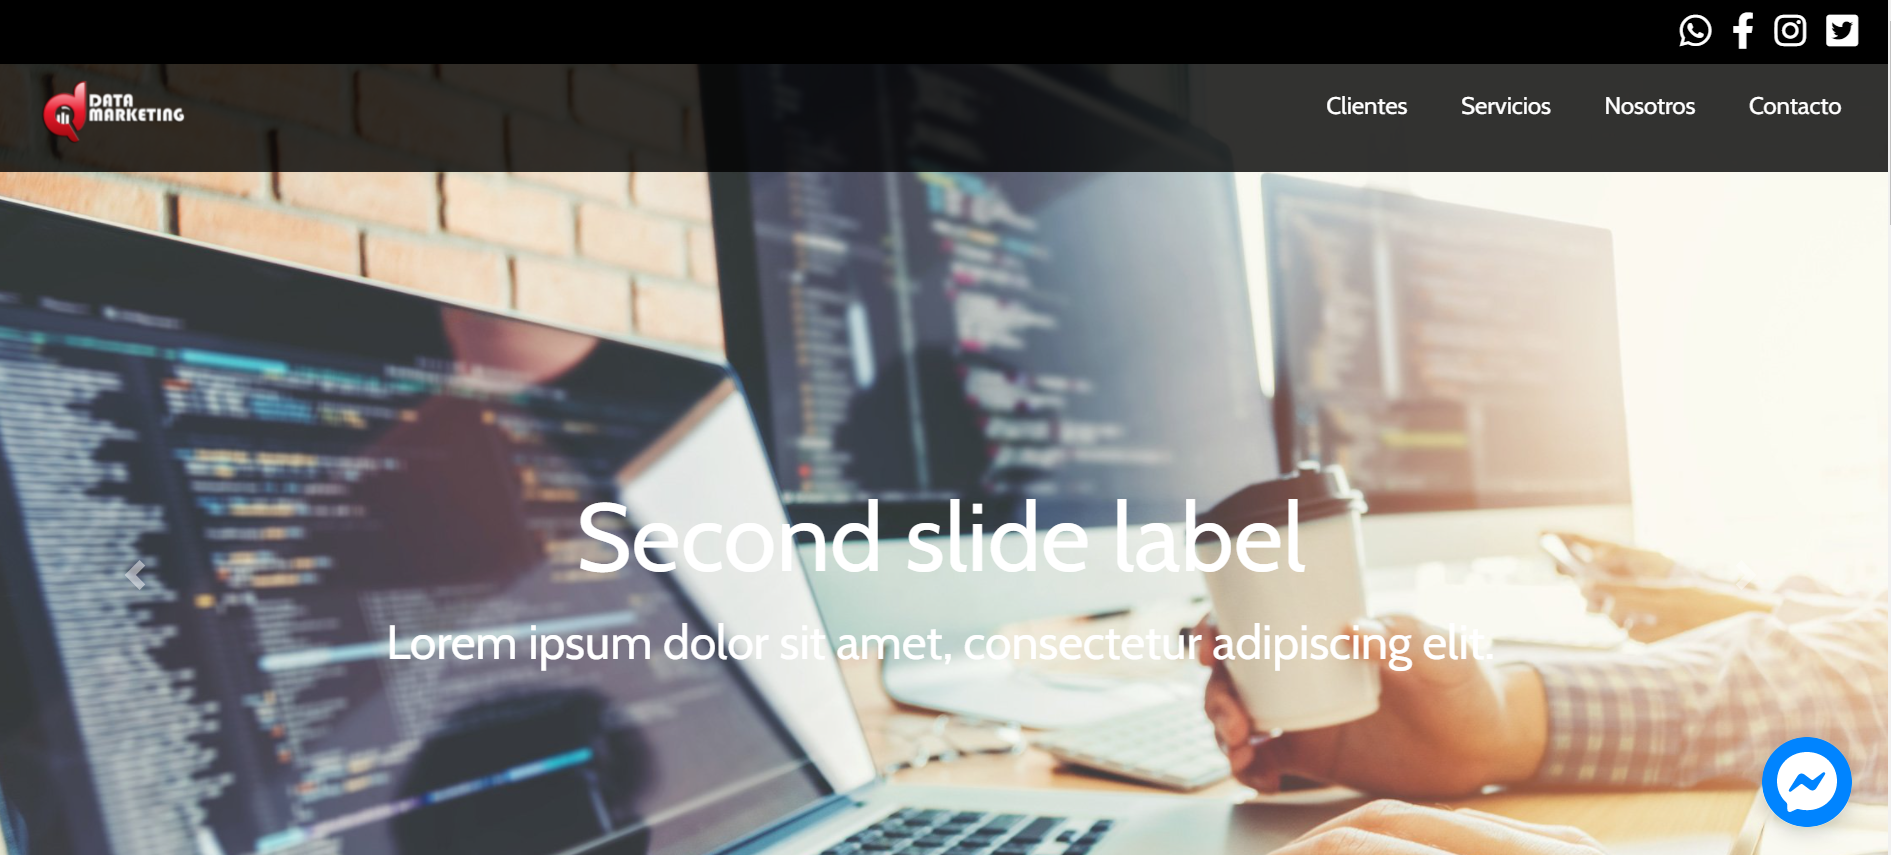 DATA
MARKETING
Clientes Servicios Nosotros Contacto
Second slide label
Lorem ipsum dolor sit amet, consectetur adipiscing elit.